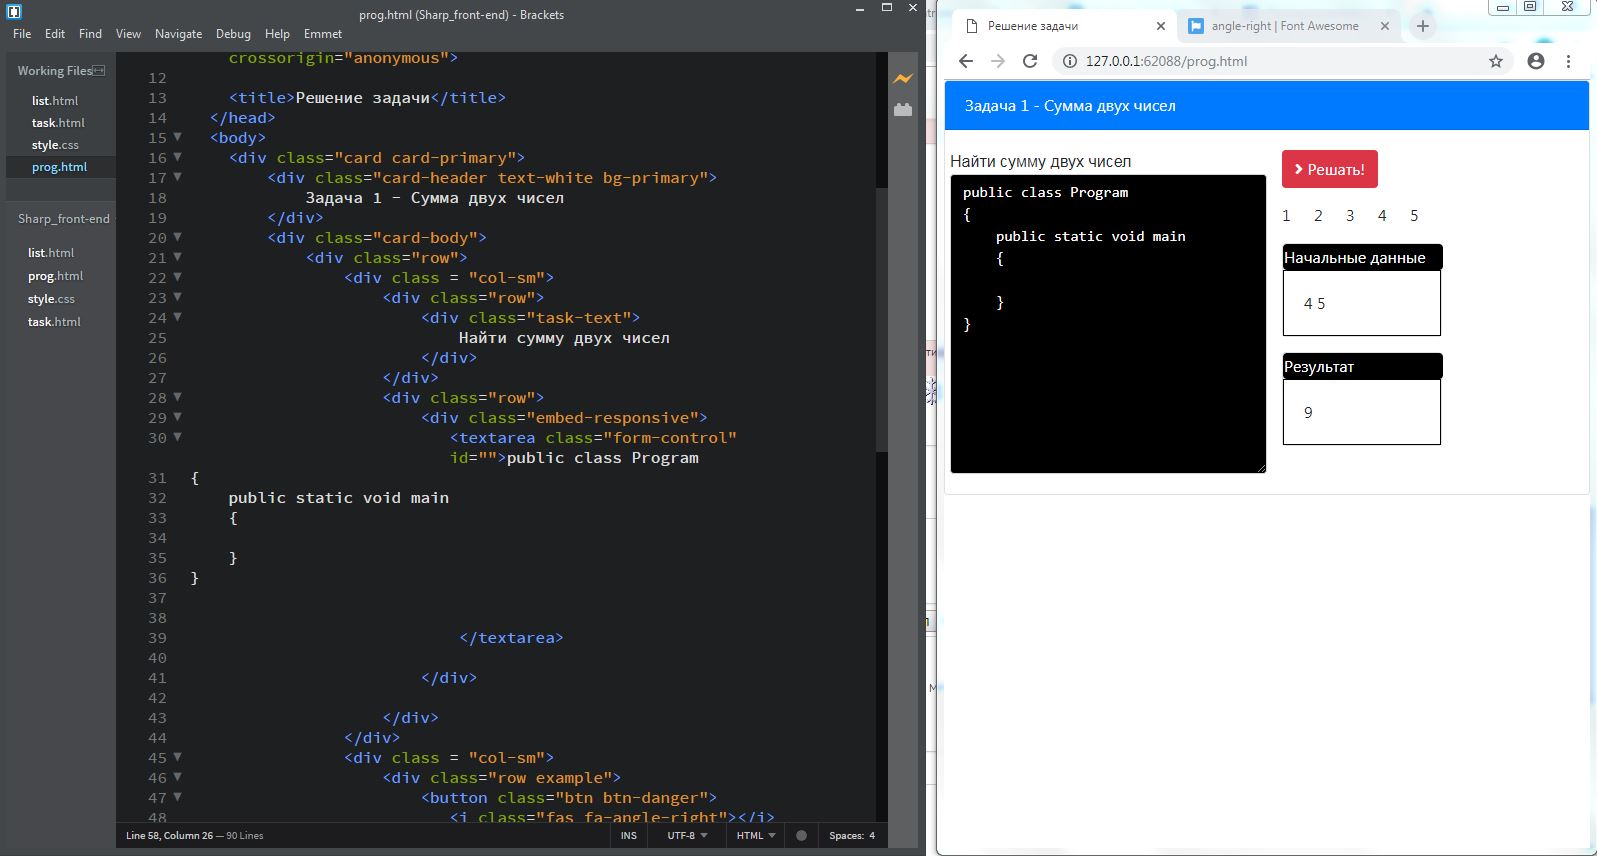 prog.html (Sharp_front-end) - Brackets
File Edit Find View Navigate Debug Help Emmet
Working Files
list.html
task.html
style.css
prog.html
Sharp_front-end
list.html
prog.html
style.css
task.html
crossorigin="anonymous">
12
13 <title>Решение задачи</title>
14 </head>
15 <body>
16 <div class="card card-primary">
17 <div class="card-header text-white bg-primary">
18 Задача 1 - Сумма двух чисел
19 </div>
20 <div class="card-body">
21 <div class="row">
22 <div class = "col-sm">
23 <div class="row">
24 <div class="task-text">
25 Найти сумму двух чисел
26 </div>
27 </div>
28 <div class="row">
29 <div class="embed-responsive">
30 <textarea class="form-control"
id="">public class Program
31 {
32 public static void main
33 {
34
35 }
36 }
37
38
39 </textarea>
40
41 </div>
42
43 </div>
44 </div>
45 <div class = "col-sm">
46 <div class="row example">
47 <button class="btn btn-danger">
48 <i class="fas fa-angle-right"></i>
Line 58, Column 26 — 90 Lines
INS UTF-8 HTML Spaces: 4
Решение задачи
angle-right | Font Awesome
127.0.0.1:62088/prog.html
Задача 1 - Сумма двух чисел
Найти сумму двух чисел
public class Program
{
public static void main
{
}
}
Решать!
1 2 3 4 5
Начальные данные
4 5
Результат
9